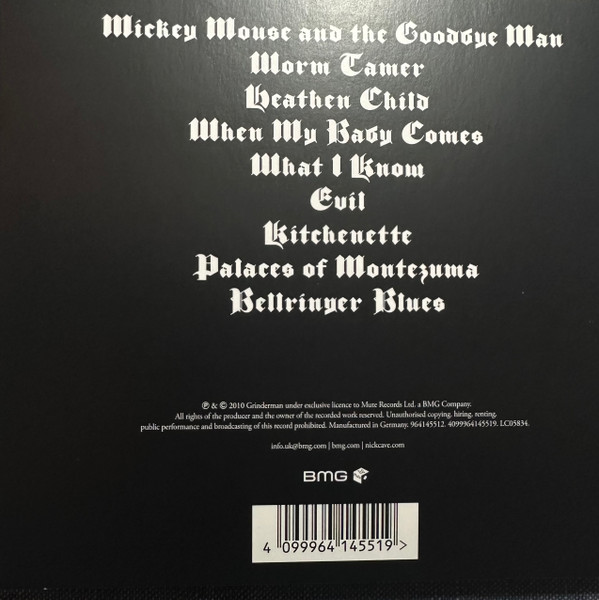 Mickey Mouse and the Goodbye Man
Worm Tamer
Heathen Child
When My Baby Comes
What I Know
Evil
Kitchenette
Palaces of Montezuma
Bellringer Blues
℗ & © 2010 Grinderman under exclusive licence to Mute Records Ltd. a BMG Company.
All rights of the producer and the owner of the recorded work reserved. Unauthorised copying, hiring, renting,
public performance and broadcasting of this record prohibited. Manufactured in Germany. 964145512. 4099964145519. LC05834.
info.uk@bmg.com | bmg.com | nickcave.com
BMG
4 099964 145519 >